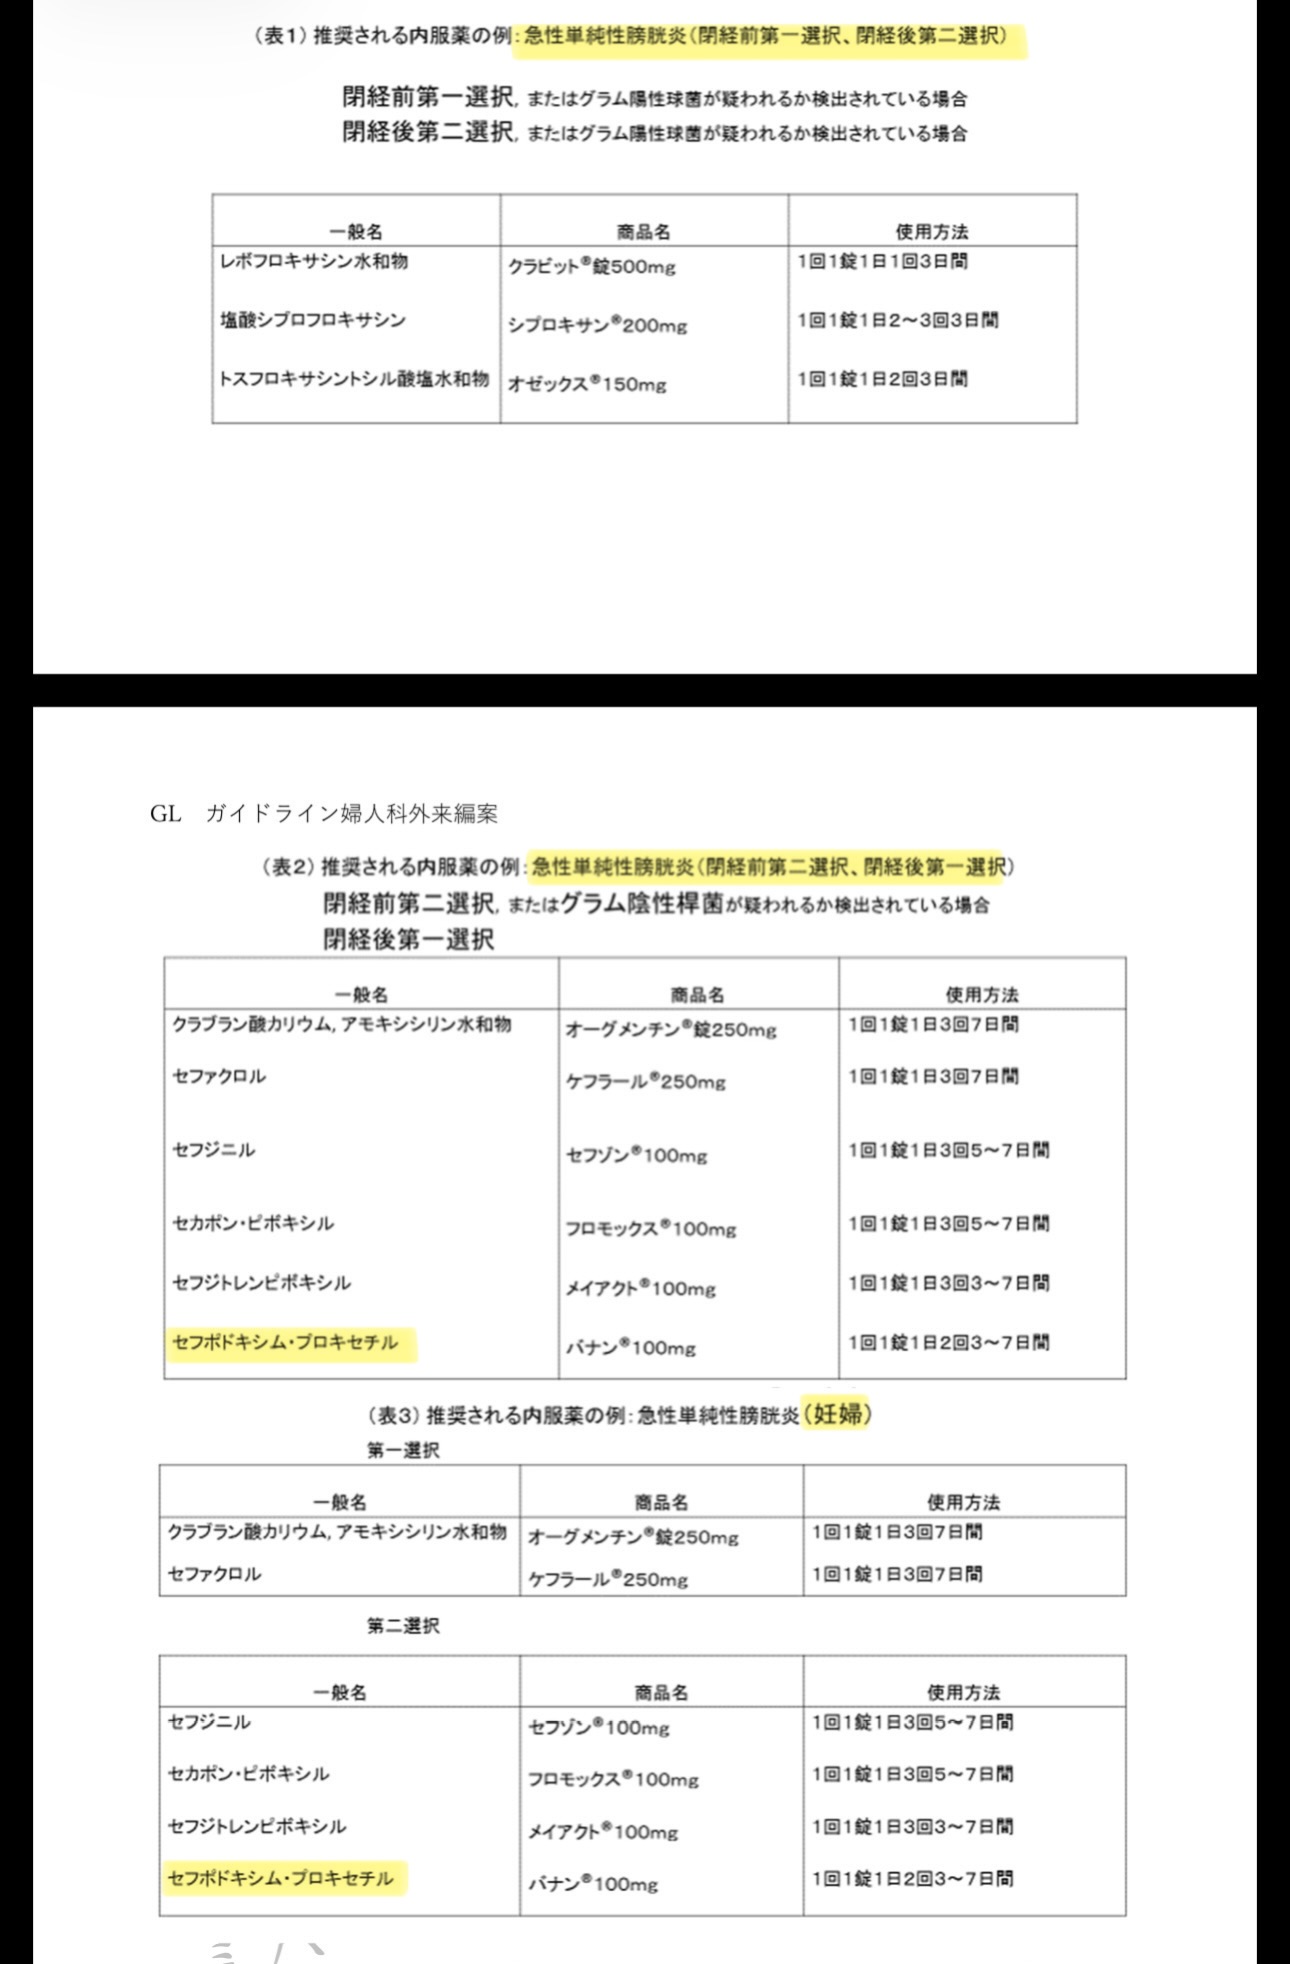 （表1）推奨される内服薬の例：急性単純性膀胱炎（閉経前第一選択、閉経後第二選択）
閉経前第一選択, またはグラム陽性球菌が疑われるか検出されている場合
閉経後第二選択, またはグラム陽性球菌が疑われるか検出されている場合
一般名 商品名 使用方法
レボフロキサシン水和物 クラビット®錠500mg 1回1錠1日1回3日間
塩酸シプロフロキサシン シプロキサン®200mg 1回1錠1日2～3回3日間
トスフロキサシントシル酸塩水和物 オゼックス®150mg 1回1錠1日2回3日間
GL ガイドライン婦人科外来編案
（表2）推奨される内服薬の例：急性単純性膀胱炎（閉経前第二選択、閉経後第一選択）
閉経前第二選択, またはグラム陰性桿菌が疑われるか検出されている場合
閉経後第一選択
一般名 商品名 使用方法
クラブラン酸カリウム, アモキシシリン水和物 オーグメンチン®錠250mg 1回1錠1日3回7日間
セファクロル ケフラール®250mg 1回1錠1日3回7日間
セフジニル セフゾン®100mg 1回1錠1日3回5～7日間
セカポン・ピボキシル フロモックス®100mg 1回1錠1日3回5～7日間
セフジトレンピボキシル メイアクト®100mg 1回1錠1日3回3～7日間
セフポドキシム・プロキセチル バナン®100mg 1回1錠1日2回3～7日間
（表3）推奨される内服薬の例：急性単純性膀胱炎（妊婦）
第一選択
一般名 商品名 使用方法
クラブラン酸カリウム, アモキシシリン水和物 オーグメンチン®錠250mg 1回1錠1日3回7日間
セファクロル ケフラール®250mg 1回1錠1日3回7日間
第二選択
一般名 商品名 使用方法
セフジニル セフゾン®100mg 1回1錠1日3回5～7日間
セカポン・ピボキシル フロモックス®100mg 1回1錠1日3回5～7日間
セフジトレンピボキシル メイアクト®100mg 1回1錠1日3回3～7日間
セフポドキシム・プロキセチル バナン®100mg 1回1錠1日2回3～7日間